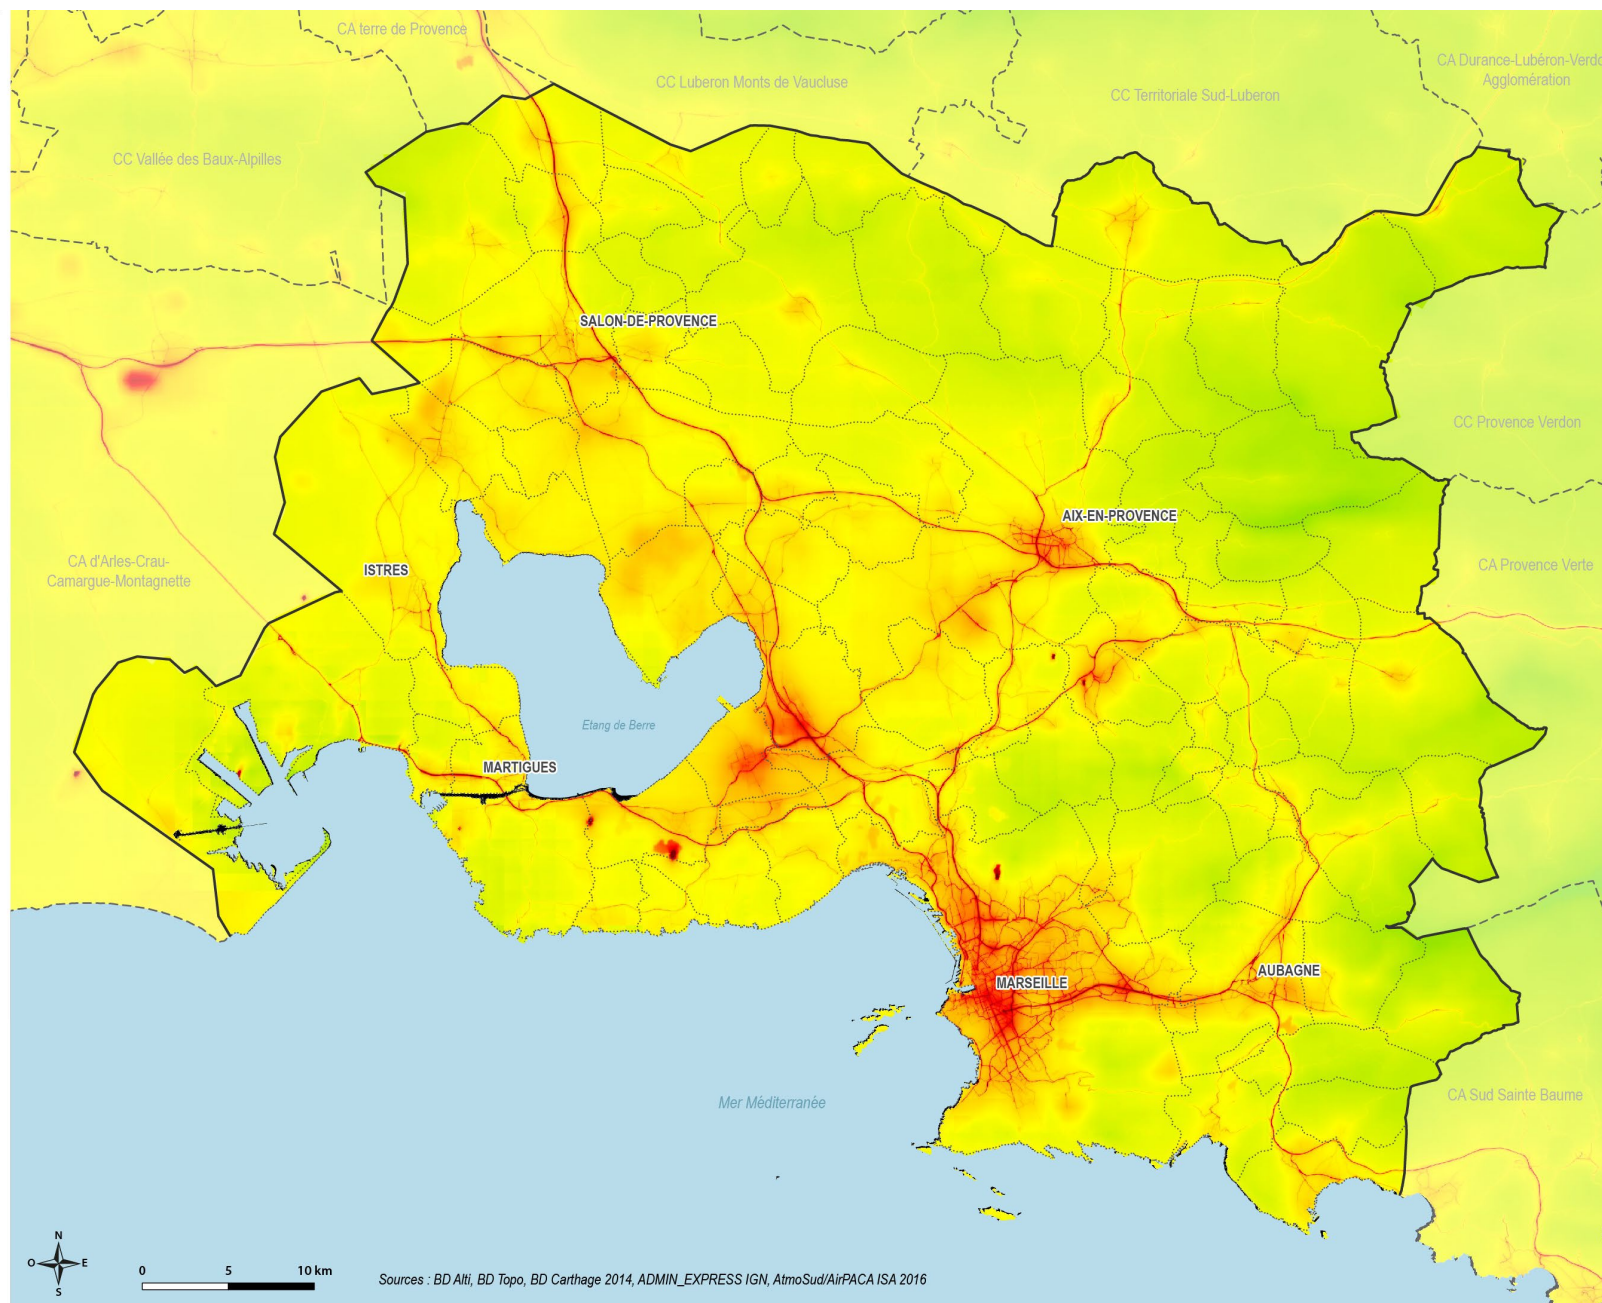 CA terre de Provence
CC Luberon Monts de Vaucluse
CA Durance-Lubéron-Verdo
Agglomération
CC Territoriale Sud-Luberon
CC Vallée des Baux-Alpilles
SALON-DE-PROVENCE
CC Provence Verdon
AIX-EN-PROVENCE
CA d'Arles-Crau-
Camargue-Montagnette
ISTRES
CA Provence Verte
Etang de Berre
MARTIGUES
AUBAGNE
MARSEILLE
CA Sud Sainte Baume
Mer Méditerranée
N
O
E
S
0 5 10 km
Sources : BD Alti, BD Topo, BD Carthage 2014, ADMIN_EXPRESS IGN, AtmoSud/AirPACA ISA 2016